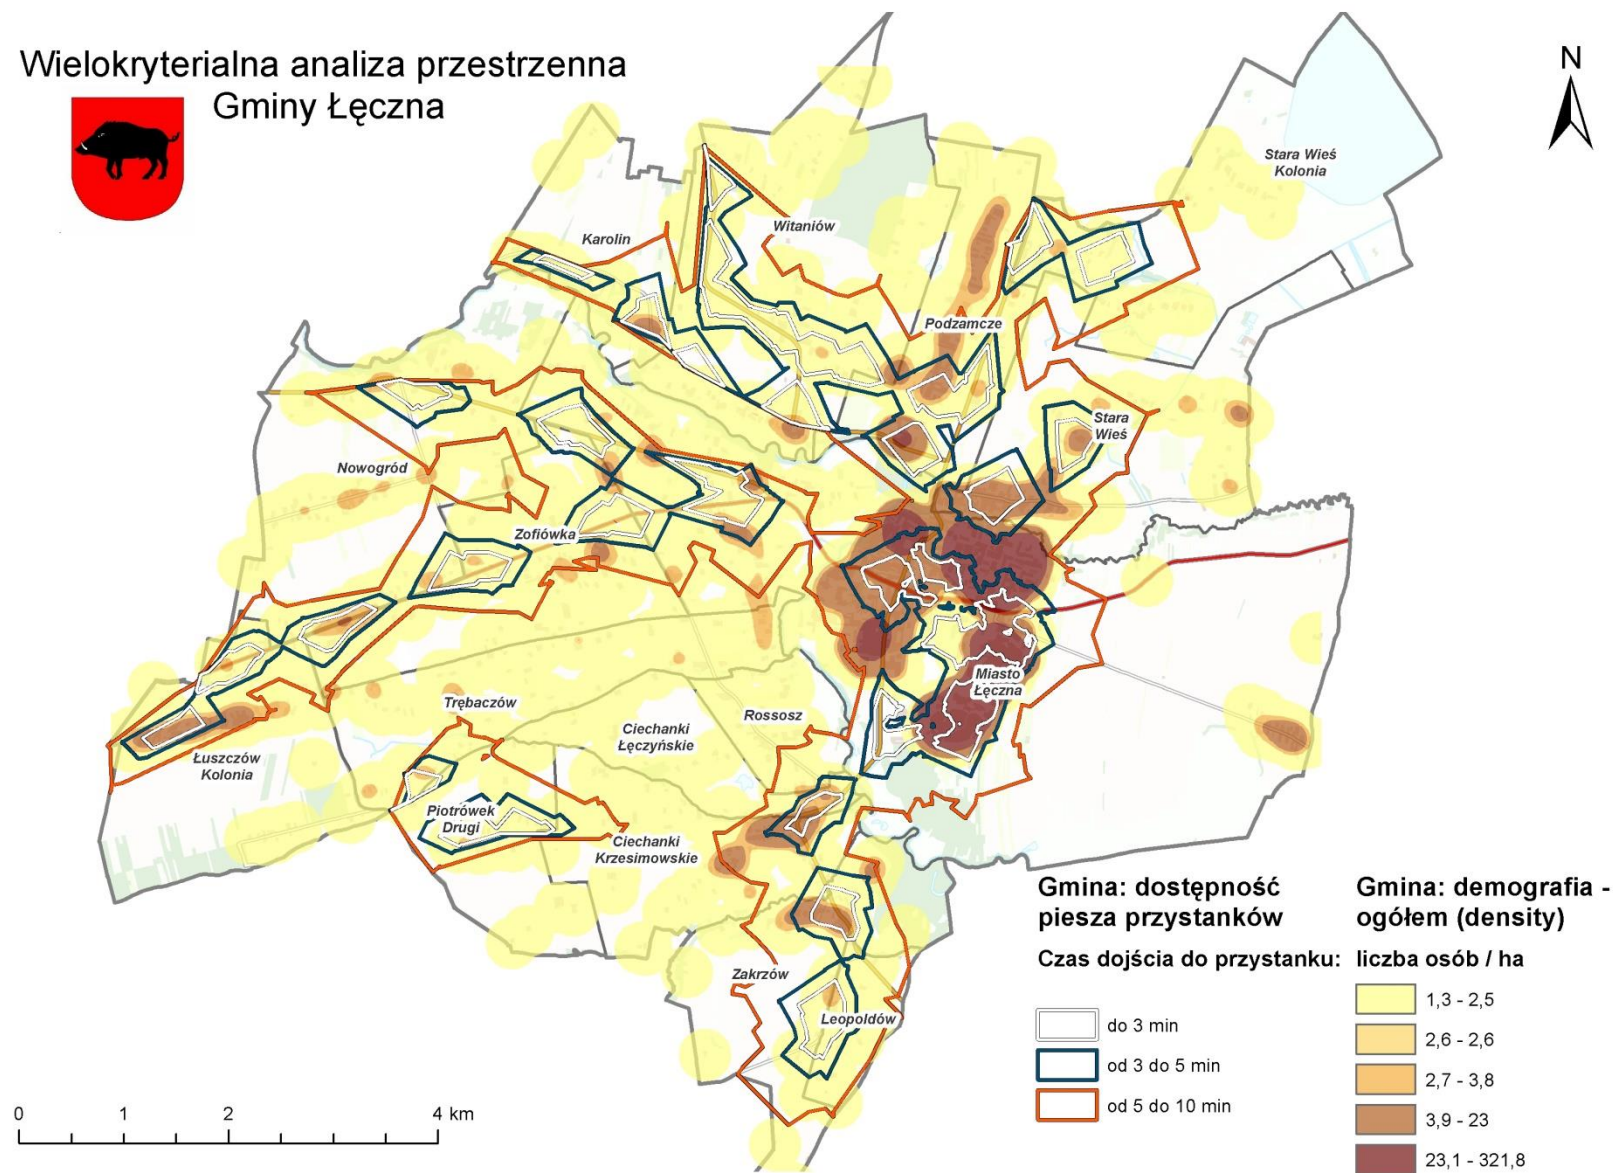 Wielokryterialna analiza przestrzenna
Gminy Łęczna
N
Stara Wieś
Kolonia
Witaniów
Karolin
Podzamcze
Stara
Wieś
Nowogród
Zofiówka
Miasto
Łęczna
Trębaczów
Rossosz
Ciechanki
Łęczyńskie
Łuszczów
Kolonia
Piotrówek
Drugi
Ciechanki
Krzesimowskie
Zakrzów
Leopoldów
Gmina: dostępność
piesza przystanków
Czas dojścia do przystanku:
do 3 min
od 3 do 5 min
od 5 do 10 min
Gmina: demografia -
ogółem (density)
liczba osób / ha
1,3 - 2,5
2,6 - 2,6
2,7 - 3,8
3,9 - 23
23,1 - 321,8
0 1 2 4 km